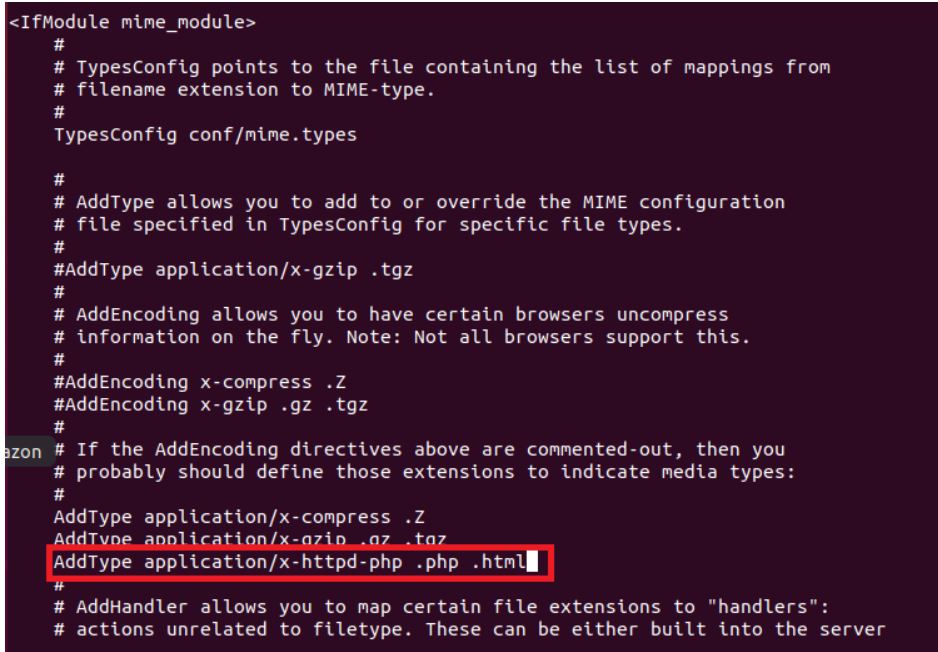 <IfModule mime_module>
#
# TypesConfig points to the file containing the list of mappings from
# filename extension to MIME-type.
#
TypesConfig conf/mime.types
#
# AddType allows you to add to or override the MIME configuration
# file specified in TypesConfig for specific file types.
#
#AddType application/x-gzip .tgz
#
# AddEncoding allows you to have certain browsers uncompress
# information on the fly. Note: Not all browsers support this.
#
#AddEncoding x-compress .Z
#AddEncoding x-gzip .gz .tgz
#
azon # If the AddEncoding directives above are commented-out, then you
# probably should define those extensions to indicate media types:
#
AddType application/x-compress .Z
AddType application/x-gzip .gz .tgz
AddType application/x-httpd-php .php .html
#
# AddHandler allows you to map certain file extensions to "handlers":
# actions unrelated to filetype. These can be either built into the server